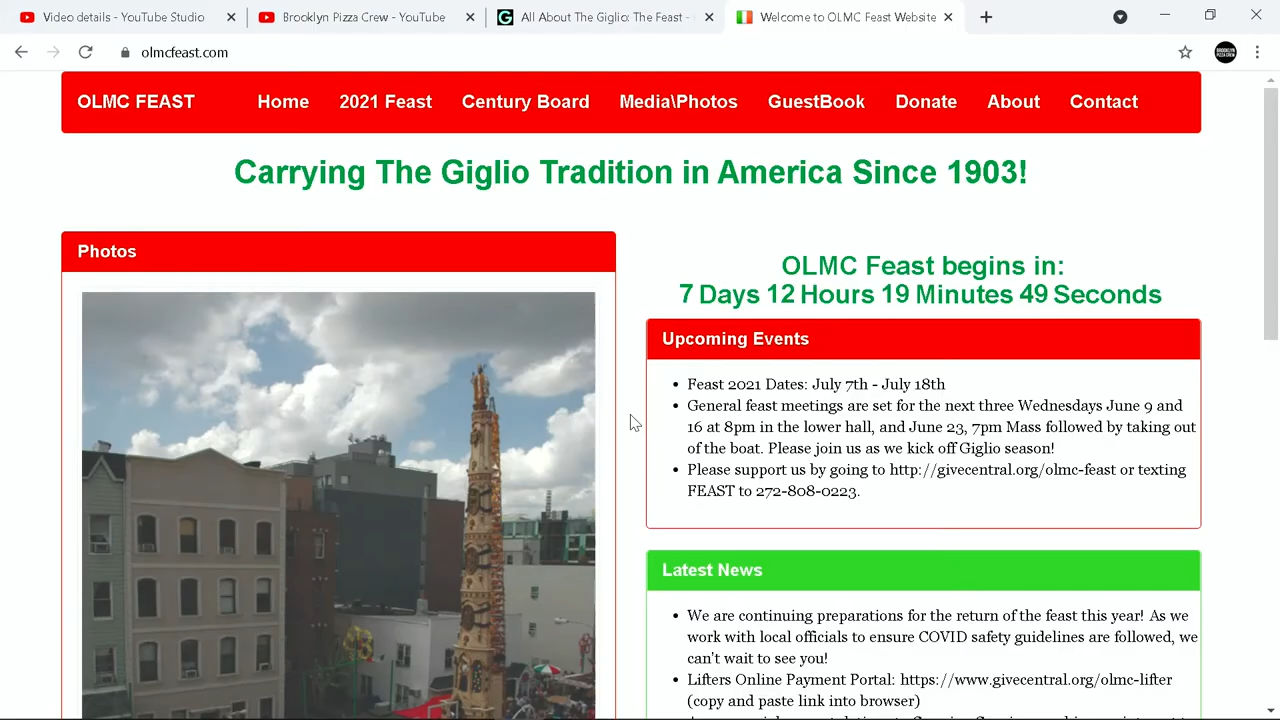 Video details - YouTube Studio
Brooklyn Pizza Crew - YouTube
All About The Giglio: The Feast -
Welcome to OLMC Feast Website
olmcfeast.com
OLMC FEAST Home 2021 Feast Century Board Media\Photos GuestBook Donate About Contact
Carrying The Giglio Tradition in America Since 1903!
Photos
OLMC Feast begins in:
7 Days 12 Hours 19 Minutes 49 Seconds
Upcoming Events
• Feast 2021 Dates: July 7th - July 18th
• General feast meetings are set for the next three Wednesdays June 9 and
16 at 8pm in the lower hall, and June 23, 7pm Mass followed by taking out
of the boat. Please join us as we kick off Giglio season!
• Please support us by going to http://givecentral.org/olmc-feast or texting
FEAST to 272-808-0223.
Latest News
• We are continuing preparations for the return of the feast this year! As we
work with local officials to ensure COVID safety guidelines are followed, we
can't wait to see you!
• Lifters Online Payment Portal: https://www.givecentral.org/olmc-lifter
(copy and paste link into browser)